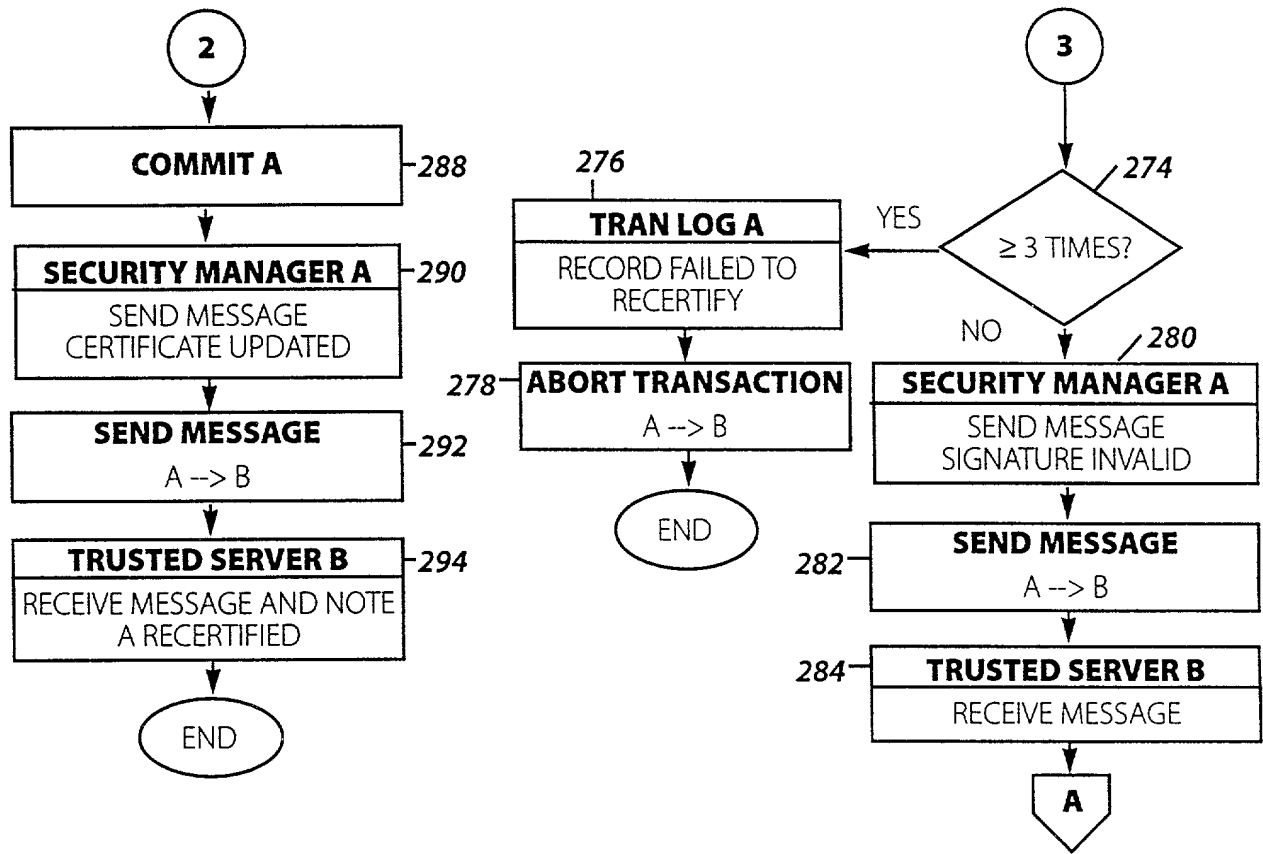 2
COMMIT A
288
SECURITY MANAGER A
290
SEND MESSAGE
CERTIFICATE UPDATED
SEND MESSAGE
292
A --> B
TRUSTED SERVER B
294
RECEIVE MESSAGE AND NOTE
A RECERTIFIED
END
276
TRAN LOG A
RECORD FAILED TO
RECERTIFY
278
ABORT TRANSACTION
A --> B
END
3
274
≥ 3 TIMES?
YES
NO
280
SECURITY MANAGER A
SEND MESSAGE
SIGNATURE INVALID
SEND MESSAGE
282
A --> B
284
TRUSTED SERVER B
RECEIVE MESSAGE
A